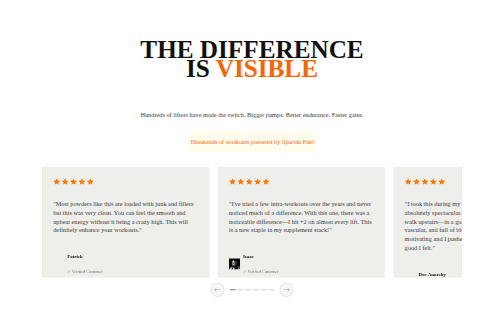 THE DIFFERENCE
IS VISIBLE
Hundreds of lifters have made the switch. Bigger pumps. Better endurance. Faster gains.
Thousands of workouts powered by Spartan Fuel
"Most powders like this are loaded with junk and fillers
but this was very clean. You can feel the smooth and
upbeat energy without it being a crazy high. This will
definitely enhance your workouts."
Patrick
✓ Verified Customer
"I've tried a few intra-workouts over the years and never
noticed much of a difference. With this one, there was a
noticeable difference—I hit +2 on almost every lift. This
is a new staple in my supplement stack!"
Isaac
✓ Verified Customer
"I took this during my
absolutely spectacular.
walk upstairs—in a go
vascular, and full of bl
motivating and I pushe
good I felt."
Doc Anarchy
← →